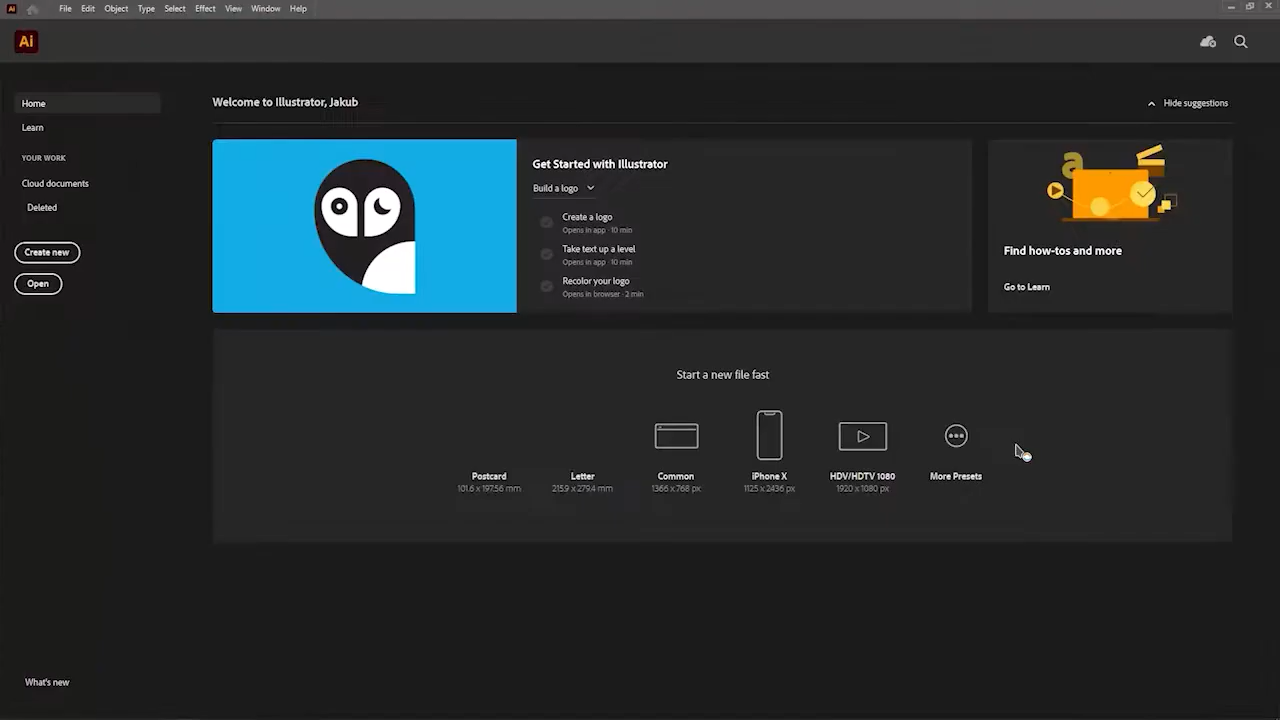 Ai File Edit Object Type Select Effect View Window Help
Ai
Home
Learn
YOUR WORK
Cloud documents
Deleted
Create new
Open
What's new
Welcome to Illustrator, Jakub
Hide suggestions
Get Started with Illustrator
Build a logo
Create a logo
Opens in app · 10 min
Take text up a level
Opens in app · 10 min
Recolor your logo
Opens in browser · 2 min
a
Find how-tos and more
Go to Learn
Start a new file fast
Postcard
101.6 x 197.56 mm
Letter
215.9 x 279.4 mm
Common
1366 x 768 px
iPhone X
1125 x 2436 px
HDV/HDTV 1080
1920 x 1080 px
More Presets